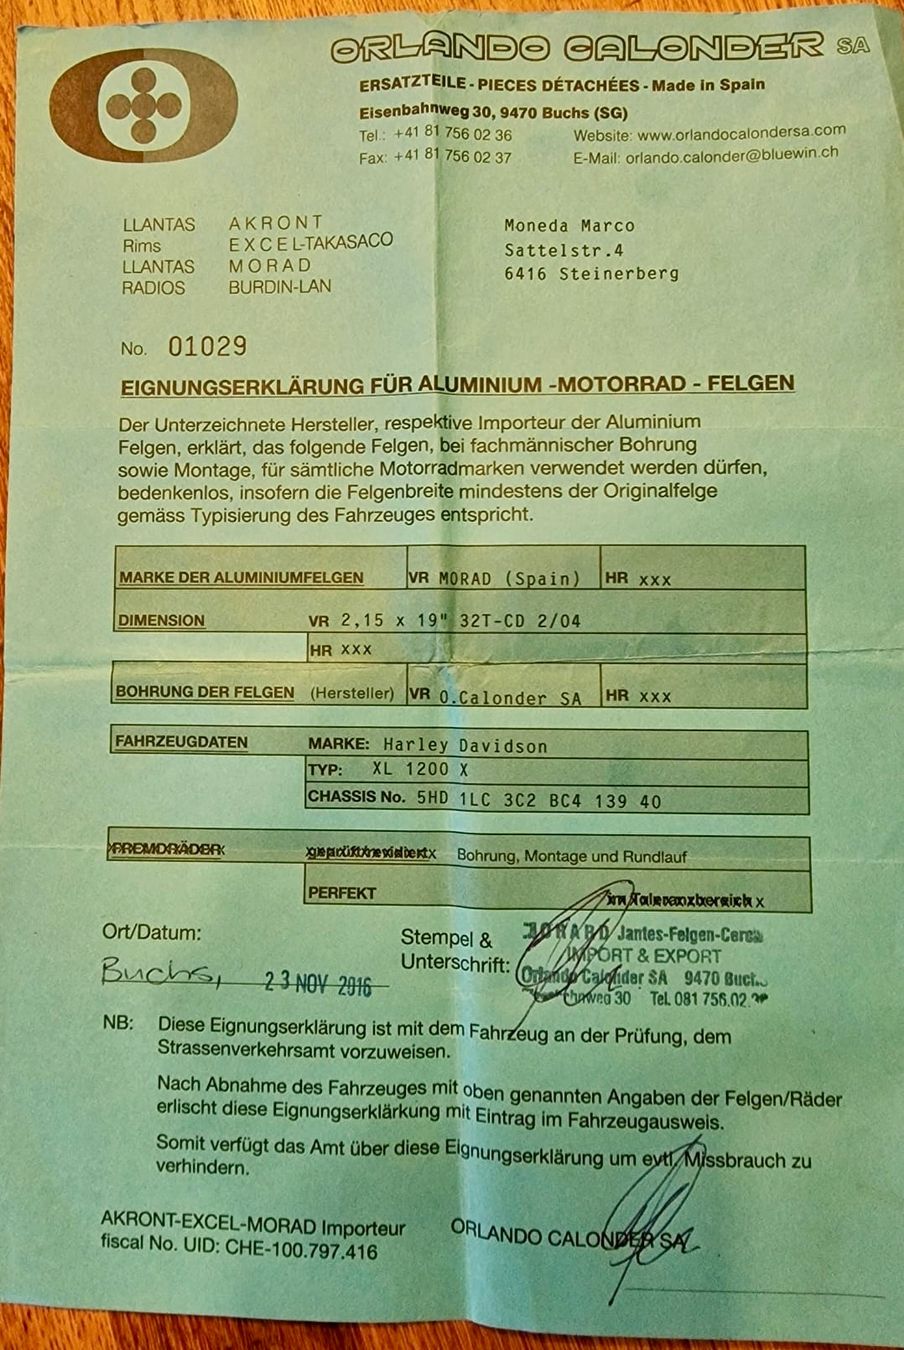 ORLANDO CALONDER SA
ERSATZTEILE - PIECES DÉTACHÉES - Made in Spain
Eisenbahnweg 30, 9470 Buchs (SG)
Tel.: +41 81 756 02 36 Website: www.orlandocalondersa.com
Fax: +41 81 756 02 37 E-Mail: orlando.calonder@bluewin.ch
LLANTAS AKRONT
Rims EXCEL-TAKASACO
LLANTAS MORAD
RADIOS BURDIN-LAN
Moneda Marco
Sattelstr.4
6416 Steinerberg
No. 01029
EIGNUNGSERKLÄRUNG FÜR ALUMINIUM -MOTORRAD - FELGEN
Der Unterzeichnete Hersteller, respektive Importeur der Aluminium
Felgen, erklärt, das folgende Felgen, bei fachmännischer Bohrung
sowie Montage, für sämtliche Motorradmarken verwendet werden dürfen,
bedenkenlos, insofern die Felgenbreite mindestens der Originalfelge
gemäss Typisierung des Fahrzeuges entspricht.
MARKE DER ALUMINIUMFELGEN VR MORAD (Spain) HR xxx
DIMENSION VR 2,15 x 19" 32T-CD 2/04
HR xxx
BOHRUNG DER FELGEN (Hersteller) VR O.Calonder SA HR xxx
FAHRZEUGDATEN MARKE: Harley Davidson
TYP: XL 1200 X
CHASSIS No. 5HD 1LC 3C2 BC4 139 40
FREMDRÄDER geprüft/revidiert Bohrung, Montage und Rundlauf
PERFEKT im Toleranzbereich x
Ort/Datum:
Buchs, 23 NOV 2016
Stempel &
Unterschrift:
Jantes-Felgen-Cerca
IMPORT & EXPORT
Orlando Calonder SA 9470 Buch
30 Tel. 081 756.02.
NB: Diese Eignungserklärung ist mit dem Fahrzeug an der Prüfung, dem
Strassenverkehrsamt vorzuweisen.
Nach Abnahme des Fahrzeuges mit oben genannten Angaben der Felgen/Räder
erlischt diese Eignungserklärkung mit Eintrag im Fahrzeugausweis.
Somit verfügt das Amt über diese Eignungserklärung um evtl. Missbrauch zu
verhindern.
AKRONT-EXCEL-MORAD Importeur
fiscal No. UID: CHE-100.797.416
ORLANDO CALONDER SA